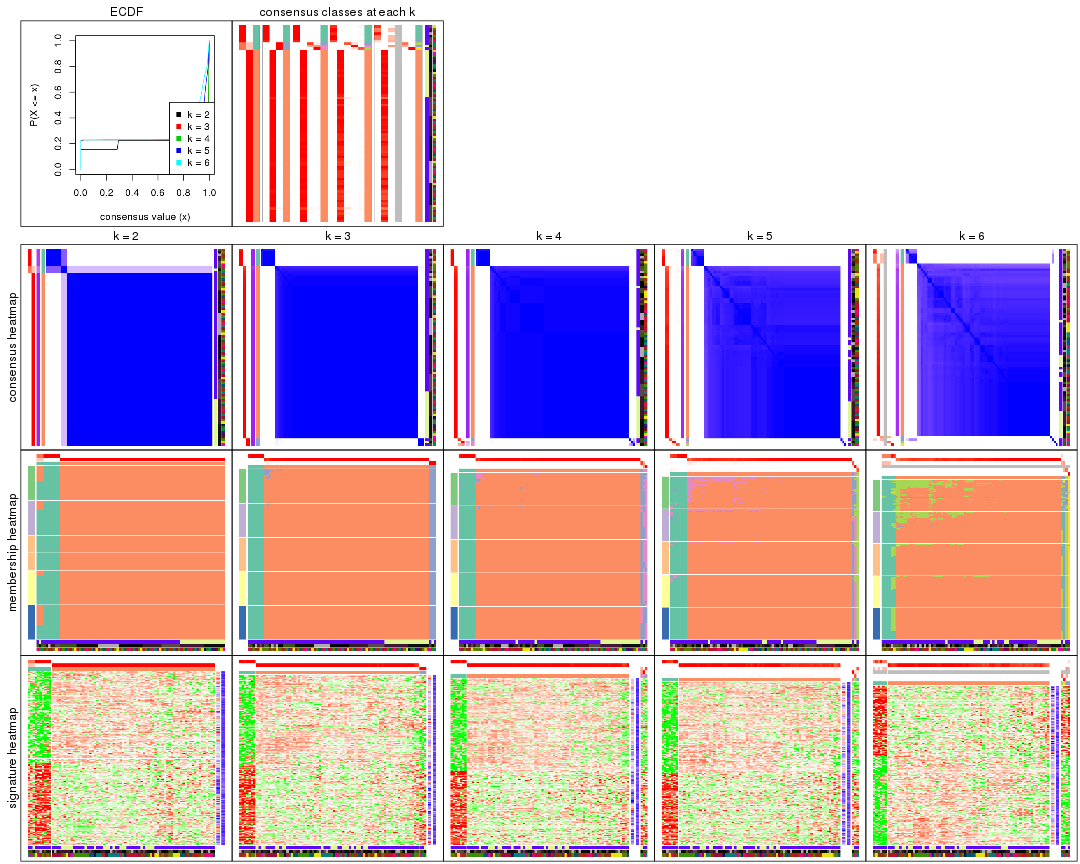 ECDF
consensus classes at each k
P(X <= x)
1.0
0.8
0.6
0.4
0.2
0.0
k = 2
k = 3
k = 4
k = 5
k = 6
0.0 0.2 0.4 0.6 0.8 1.0
consensus value (x)
k = 2
k = 3
k = 4
k = 5
k = 6
consensus heatmap
membership heatmap
signature heatmap